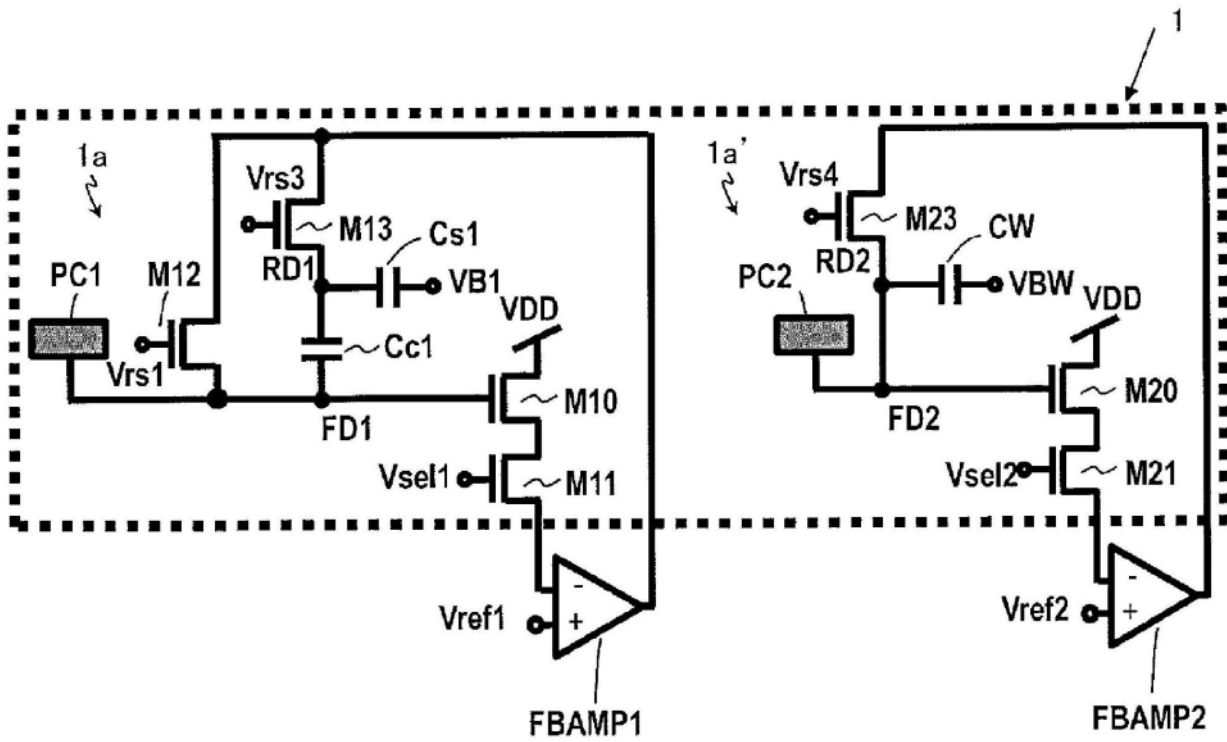 1
1a
Vrs3
M13
Cs1
RD1
VB1
PC1
M12
Vrs1
Cc1
VDD
M10
FD1
Vsel1
M11
Vref1
-
+
FBAMP1
1a'
Vrs4
M23
CW
RD2
VBW
PC2
VDD
M20
FD2
Vsel2
M21
Vref2
-
+
FBAMP2